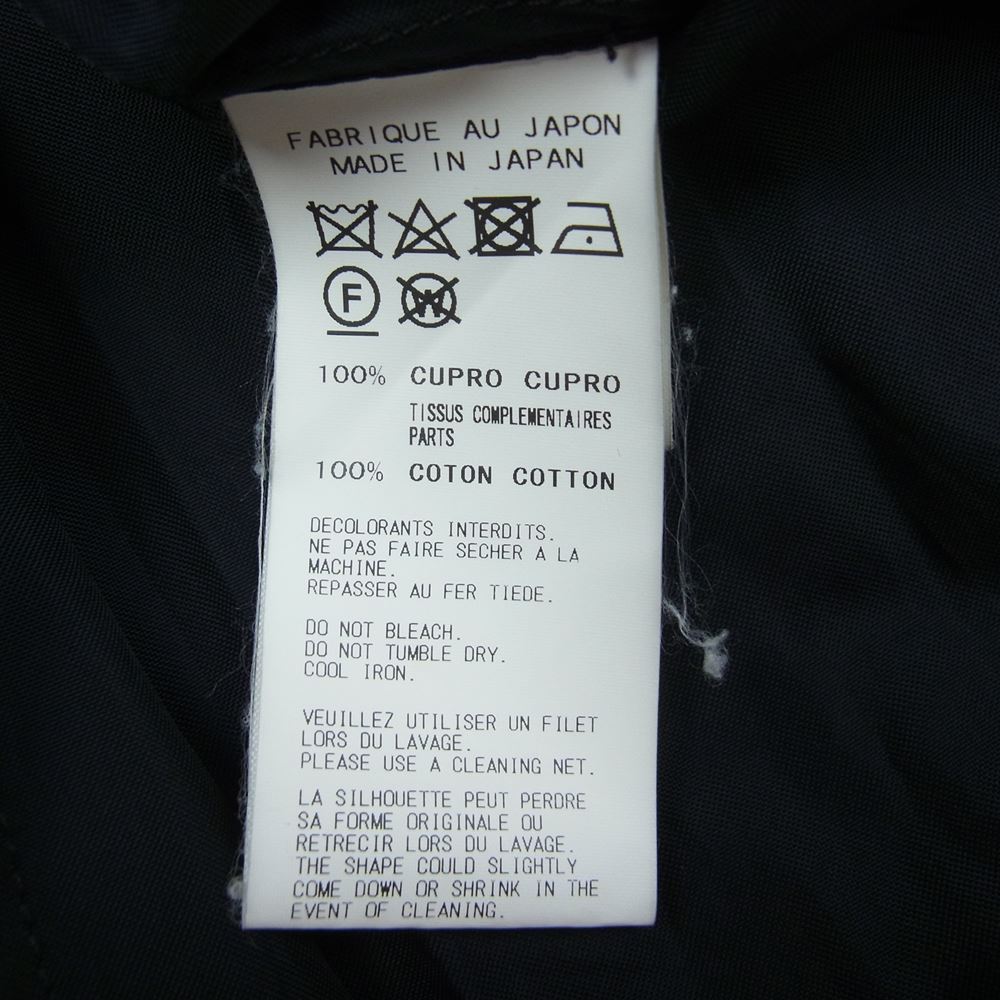 FABRIQUE AU JAPON
MADE IN JAPAN
F W
100% CUPRO CUPRO
TISSUS COMPLEMENTAIRES
PARTS
100% COTON COTTON
DECOLORANTS INTERDITS.
NE PAS FAIRE SECHER A LA
MACHINE.
REPASSER AU FER TIEDE.
DO NOT BLEACH.
DO NOT TUMBLE DRY.
COOL IRON.
VEUILLEZ UTILISER UN FILET
LORS DU LAVAGE.
PLEASE USE A CLEANING NET.
LA SILHOUETTE PEUT PERDRE
SA FORME ORIGINALE OU
RETRECIR LORS DU LAVAGE.
THE SHAPE COULD SLIGHTLY
COME DOWN OR SHRINK IN THE
EVENT OF CLEANING.